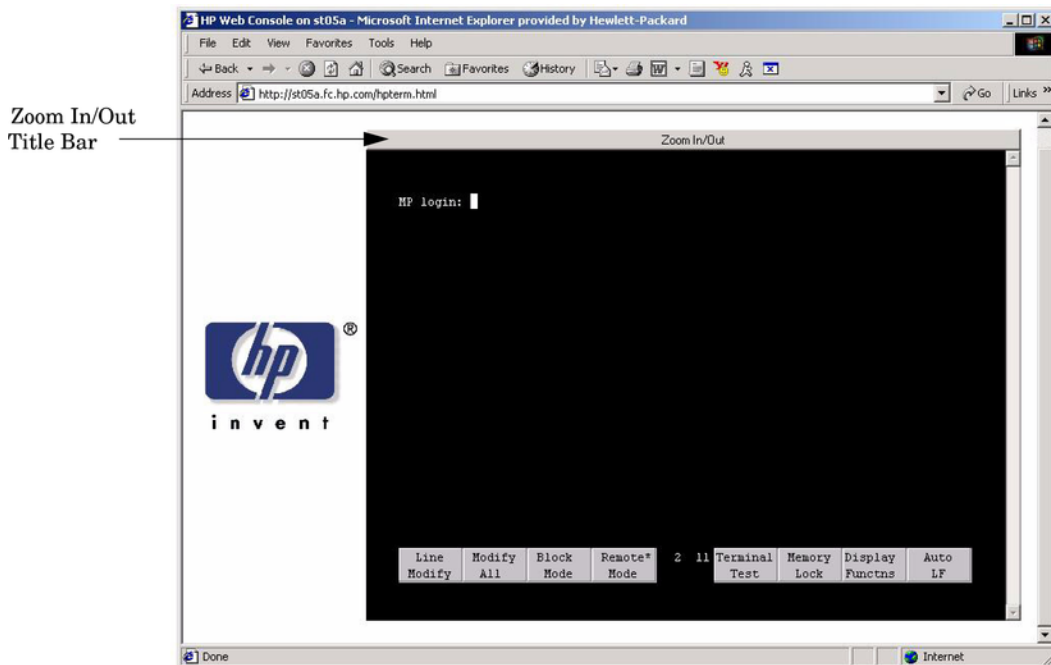 HP Web Console on st05a - Microsoft Internet Explorer provided by Hewlett-Packard
File Edit View Favorites Tools Help
Back Search Favorites History
Address http://st05a.fc.hp.com/hpterm.html Go Links »
Zoom In/Out
Title Bar
Zoom In/Out
MP login:
hp ®
invent
Line Modify Block Remote* 2 11 Terminal Memory Display Auto
Modify All Mode Mode Test Lock Functns LF
Done Internet